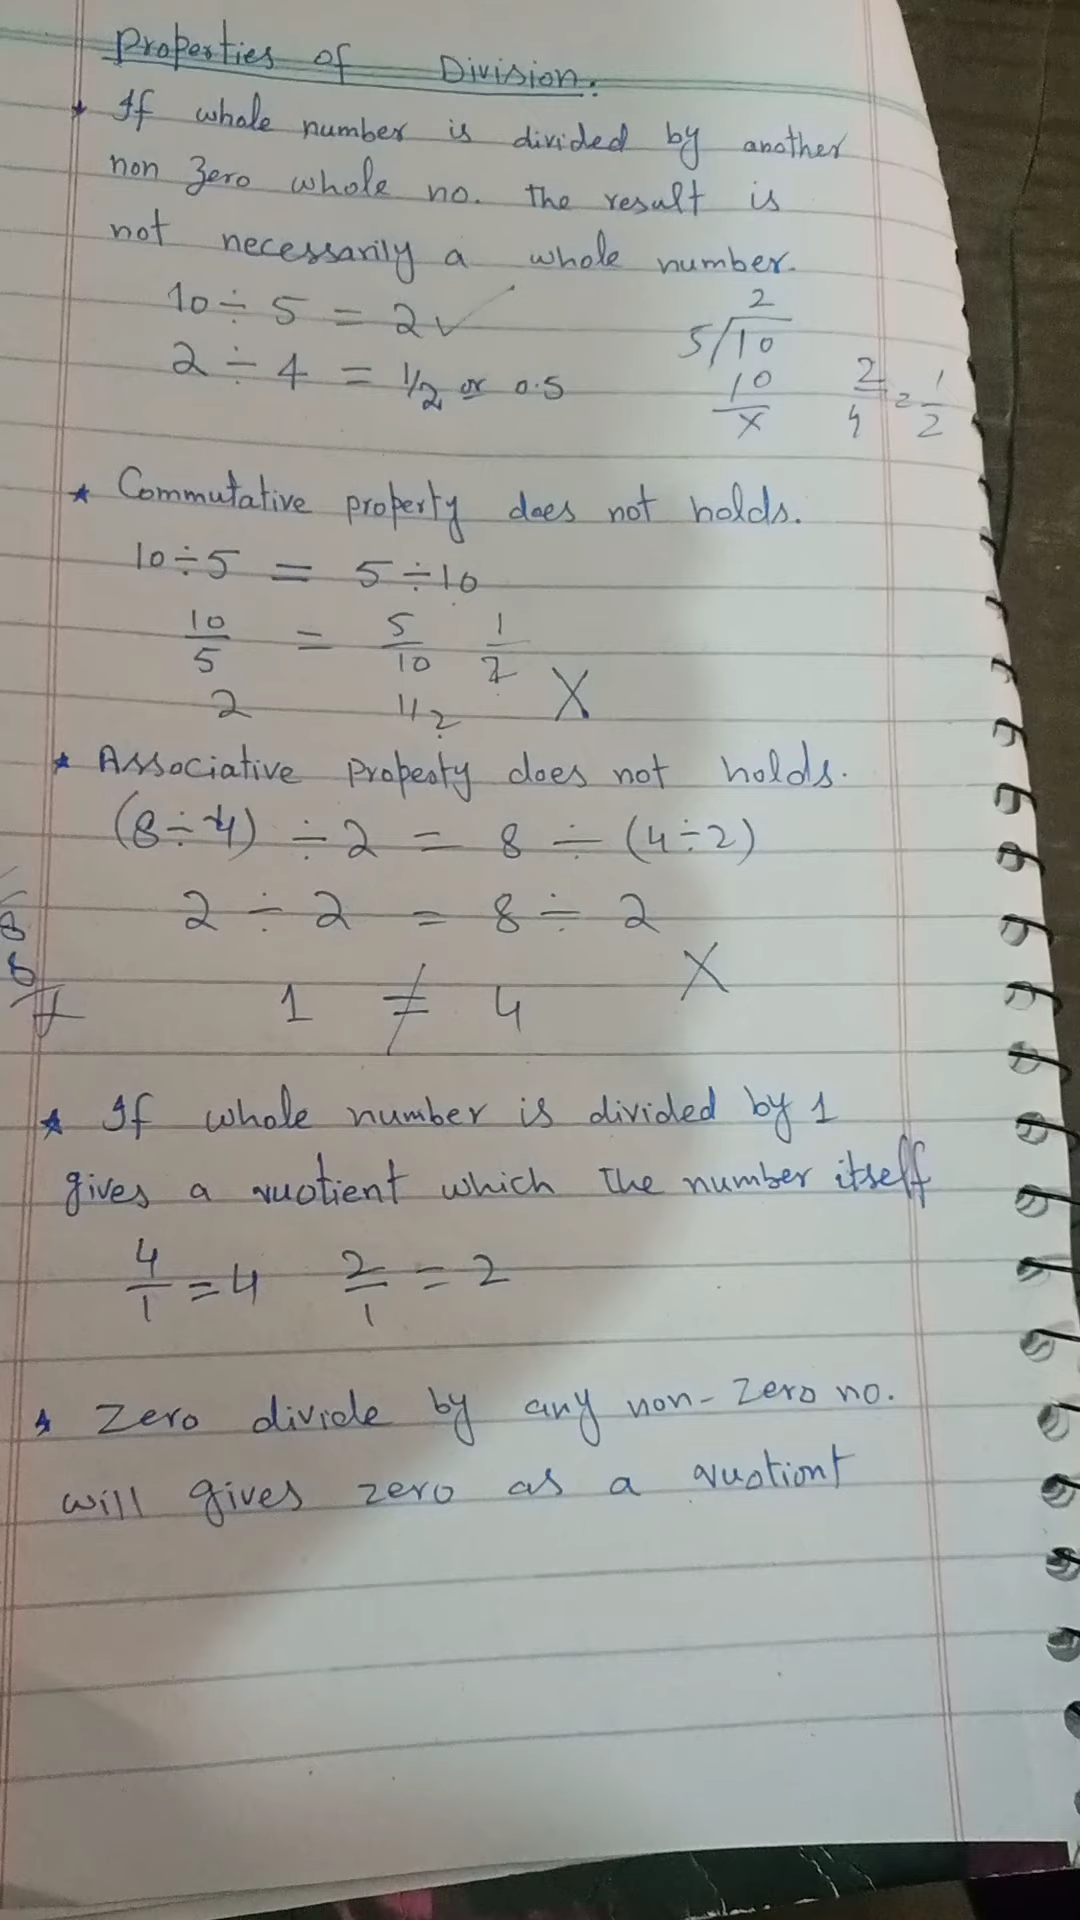 Properties of Division.
* If whole number is divided by another
non zero whole no. the result is
not necessarily a whole number.
10 ÷ 5 = 2 ✓
2
5/10
10
x
2 ÷ 4 = 1/2 or 0.5
2/4 = 1/2
* Commutative property does not holds.
10 ÷ 5 = 5 ÷ 10
10/5 = 5/10 1/2
2 1/2 X
* Associative property does not holds.
(8 ÷ 4) ÷ 2 = 8 ÷ (4 ÷ 2)
2 ÷ 2 = 8 ÷ 2
1 ≠ 4 X
* If whole number is divided by 1
gives a quotient which the number itself
4/1 = 4 2/1 = 2
* Zero divide by any non-zero no.
will gives zero as a quotient